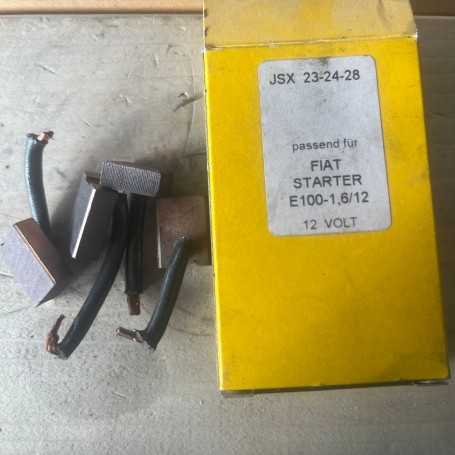 JSX 23-24-28
passend für
FIAT
STARTER
E100-1,6/12
12 VOLT